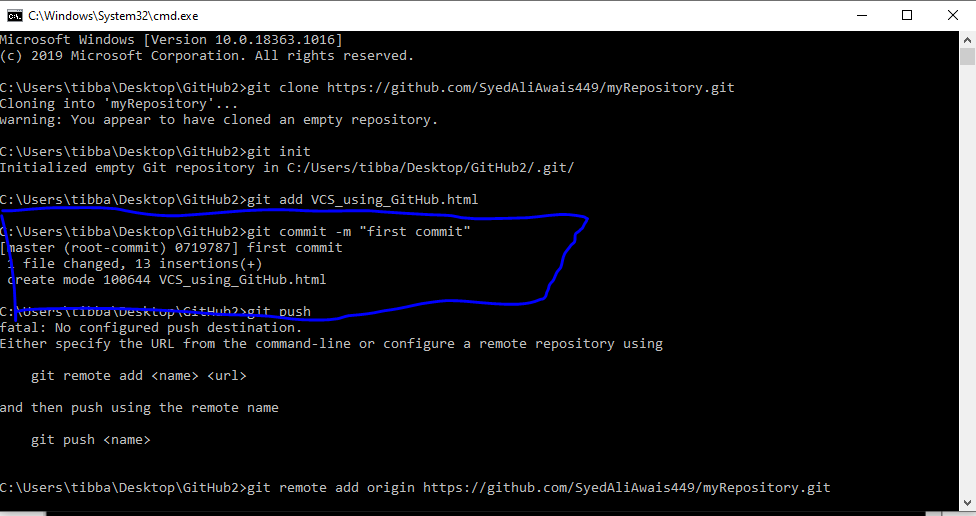 C:\Windows\System32\cmd.exe
Microsoft Windows [Version 10.0.18363.1016]
(c) 2019 Microsoft Corporation. All rights reserved.
C:\Users\tibba\Desktop\GitHub2>git clone https://github.com/SyedAliAwais449/myRepository.git
Cloning into 'myRepository'...
warning: You appear to have cloned an empty repository.
C:\Users\tibba\Desktop\GitHub2>git init
Initialized empty Git repository in C:/Users/tibba/Desktop/GitHub2/.git/
C:\Users\tibba\Desktop\GitHub2>git add VCS_using_GitHub.html
C:\Users\tibba\Desktop\GitHub2>git commit -m "first commit"
[master (root-commit) 0719787] first commit
1 file changed, 13 insertions(+)
create mode 100644 VCS_using_GitHub.html
C:\Users\tibba\Desktop\GitHub2>git push
fatal: No configured push destination.
Either specify the URL from the command-line or configure a remote repository using
git remote add <name> <url>
and then push using the remote name
git push <name>
C:\Users\tibba\Desktop\GitHub2>git remote add origin https://github.com/SyedAliAwais449/myRepository.git